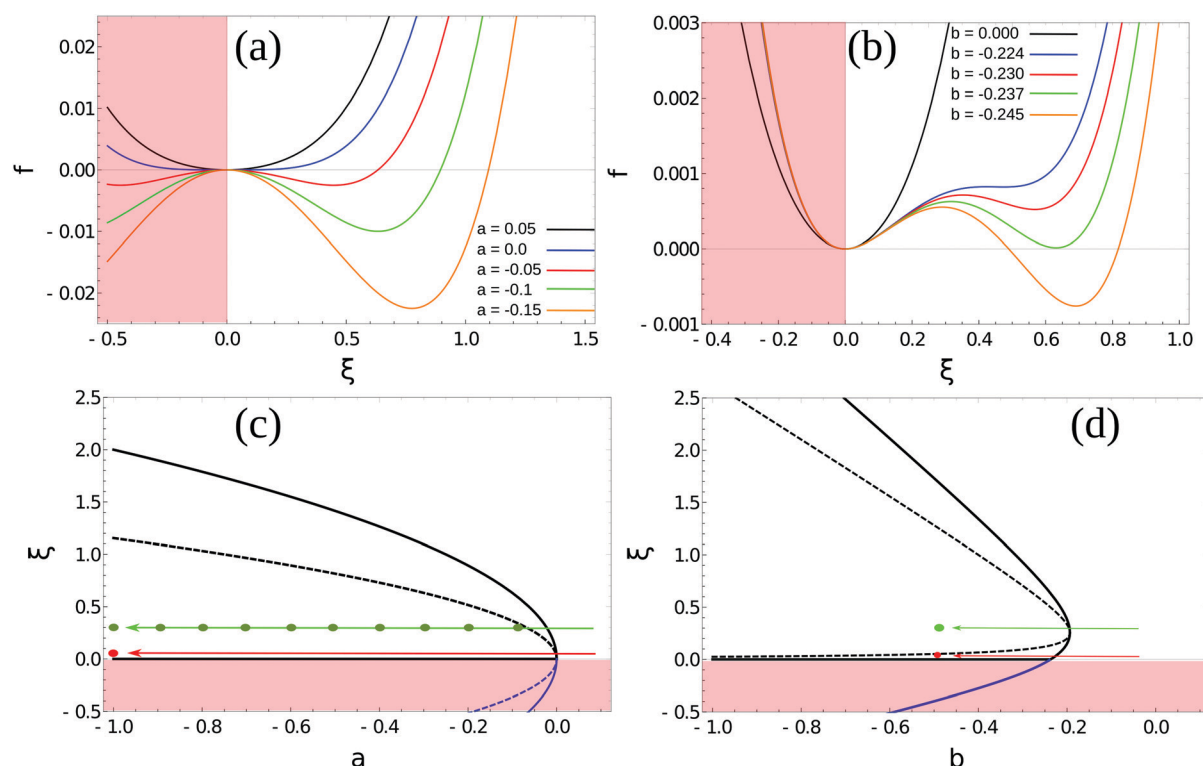 (a)
0.02
0.01
0.00
- 0.01
- 0.02
f
a = 0.05
a = 0.0
a = -0.05
a = -0.1
a = -0.15
- 0.5
0.0
0.5
1.0
1.5
ξ
(b)
0.003
0.002
0.001
0.000
0.001
f
b = 0.000
b = -0.224
b = -0.230
b = -0.237
b = -0.245
- 0.4
- 0.2
0.0
0.2
0.4
0.6
0.8
1.0
ξ
(c)
2.5
2.0
1.5
1.0
0.5
0.0
- 0.5
ξ
- 1.0
- 0.8
- 0.6
- 0.4
- 0.2
0.0
a
(d)
2.5
2.0
1.5
1.0
0.5
0.0
- 0.5
ξ
- 1.0
- 0.8
- 0.6
- 0.4
- 0.2
0.0
b